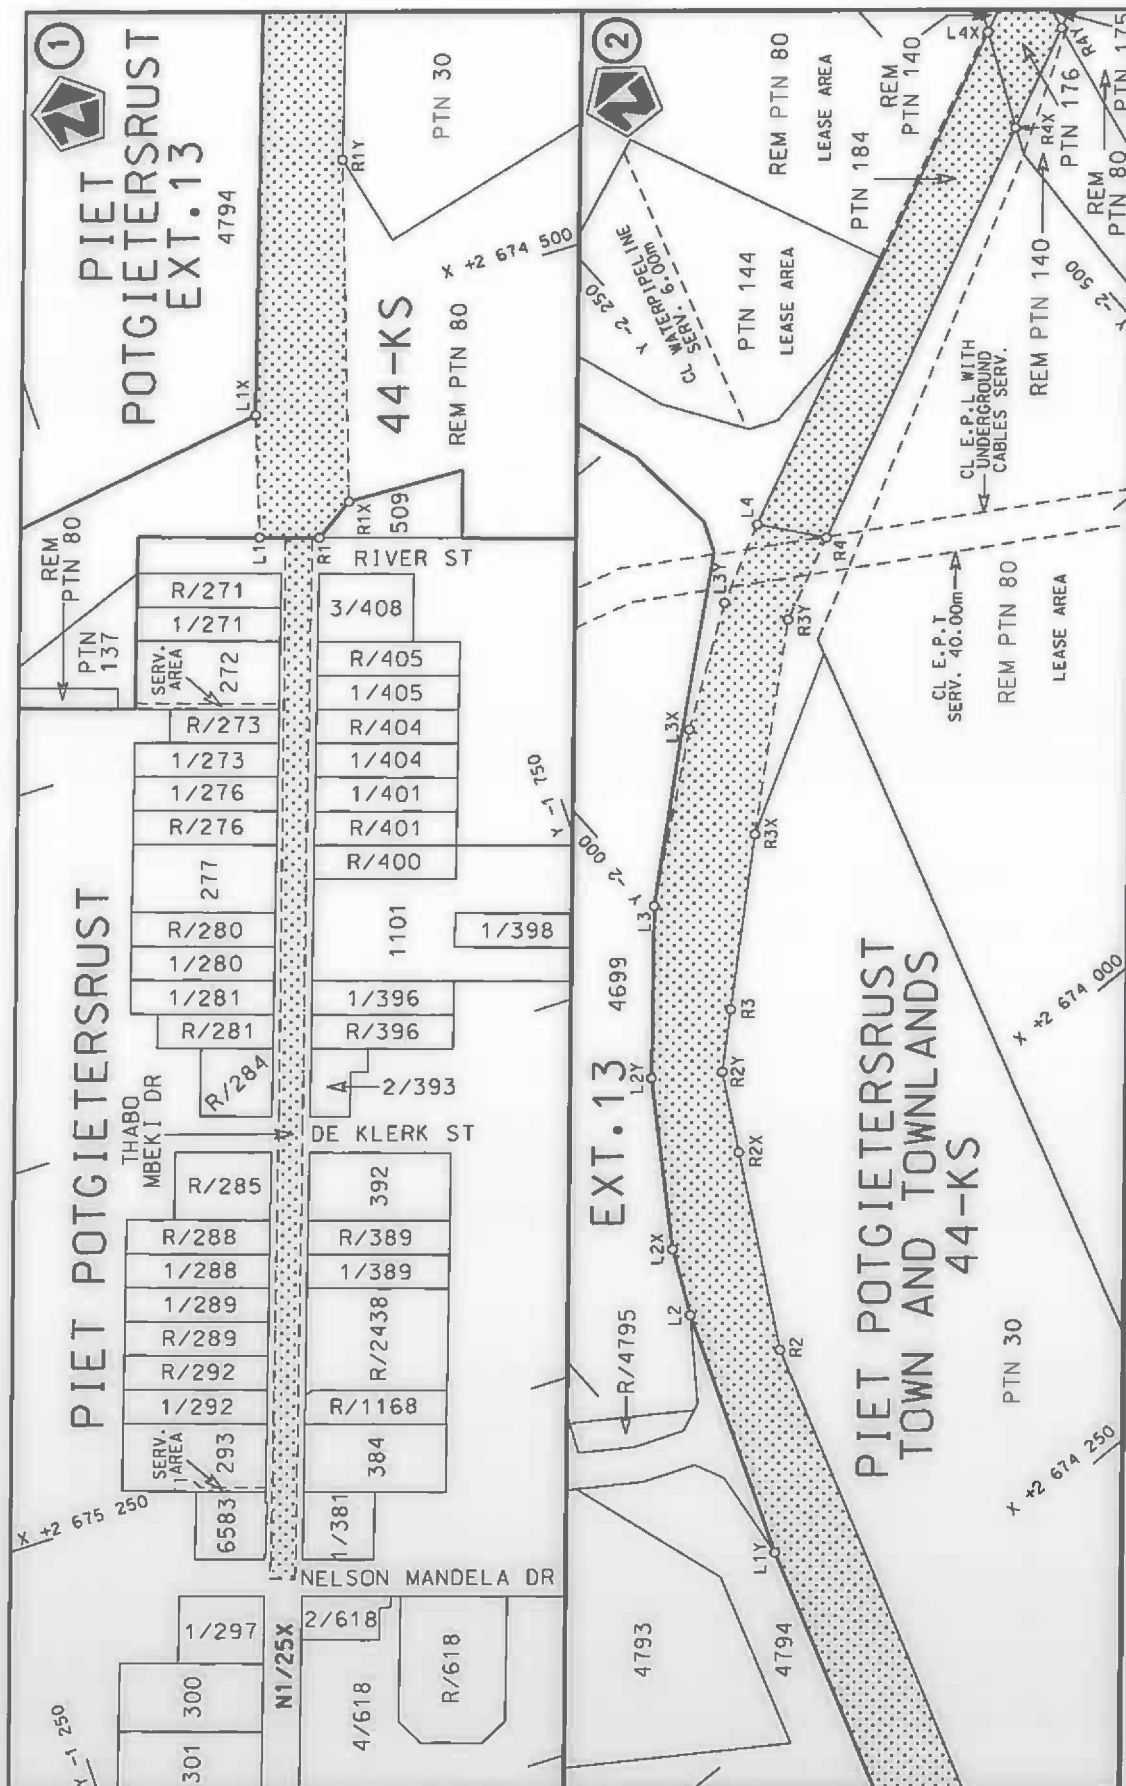 1
PIET
POTGIETERSRUST
EXT.13
4794
PTN 30
R1Y
X +2 674 500
44-KS
REM PTN 80
L1X
L1
R1
R1X
509
RIVER ST
REM
PTN 80
PTN
137
SERV.
AREA
R/271
1/271
272
R/273
1/273
1/276
R/276
277
R/280
1/280
1/281
R/281
R/284
3/408
R/405
1/405
R/404
1/404
1/401
R/401
R/400
1101
1/398
1/396
R/396
2/393
Y -1 750
PIET POTGIETERSRUST
THABO
MBEKI DR
DE KLERK ST
R/285
R/288
1/288
1/289
R/289
R/292
1/292
293
SERV.
AREA
6583
392
R/389
1/389
R/2438
R/1168
384
1/381
X +2 675 250
NELSON MANDELA DR
1/297
300
301
N1/25X
2/618
4/618
R/618
Y -1 250
2
L4X
R4Y
R4X
REM PTN 80
LEASE AREA
REM
PTN 140
PTN 184
PTN 176
PTN 175
REM
PTN 80
REM PTN 140
Y -2 500
Y -2 250
CL WATERPIPELINE
SERV. 6.00m
PTN 144
LEASE AREA
CL E.P.L WITH
UNDERGROUND
CABLES SERV.
L4
R4
L3Y
R3Y
CL E.P.T
SERV. 40.00m
REM PTN 80
LEASE AREA
L3X
R3X
Y -2 000
L3
R3
4699
EXT.13
L2Y
R2Y
R2X
L2X
L2
R2
R/4795
PIET POTGIETERSRUST
TOWN AND TOWNLANDS
44-KS
X +2 674 000
PTN 30
X +2 674 250
L1Y
4793
4794